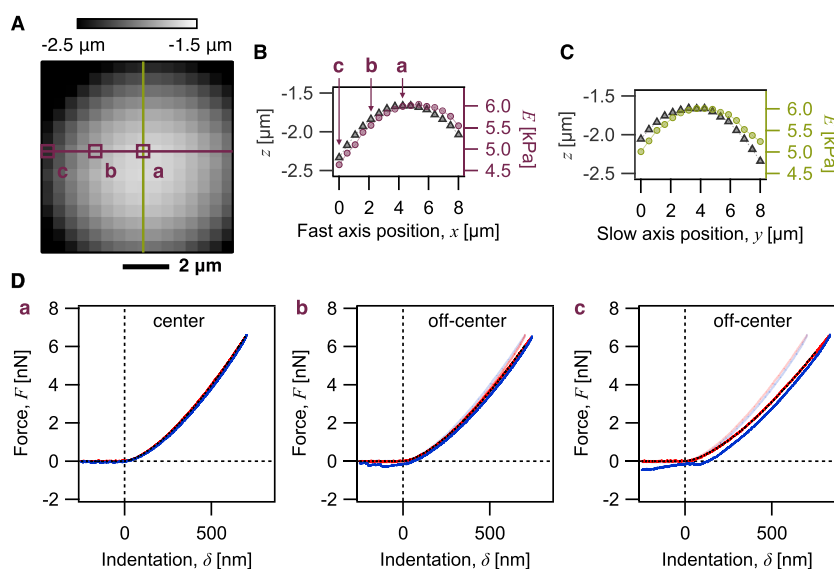 A
-2.5 µm
-1.5 µm
c
b
a
2 µm
B
c
b
a
-1.5
-2.0
-2.5
z [µm]
6.0
5.5
5.0
4.5
E [kPa]
0 2 4 6 8
Fast axis position, x [µm]
C
-1.5
-2.0
-2.5
z [µm]
6.0
5.5
5.0
4.5
E [kPa]
0 2 4 6 8
Slow axis position, y [µm]
D
a
center
8
6
4
2
0
-2
Force, F [nN]
0 500
Indentation, δ [nm]
b
off-center
8
6
4
2
0
-2
Force, F [nN]
0 500
Indentation, δ [nm]
c
off-center
8
6
4
2
0
-2
Force, F [nN]
0 500
Indentation, δ [nm]